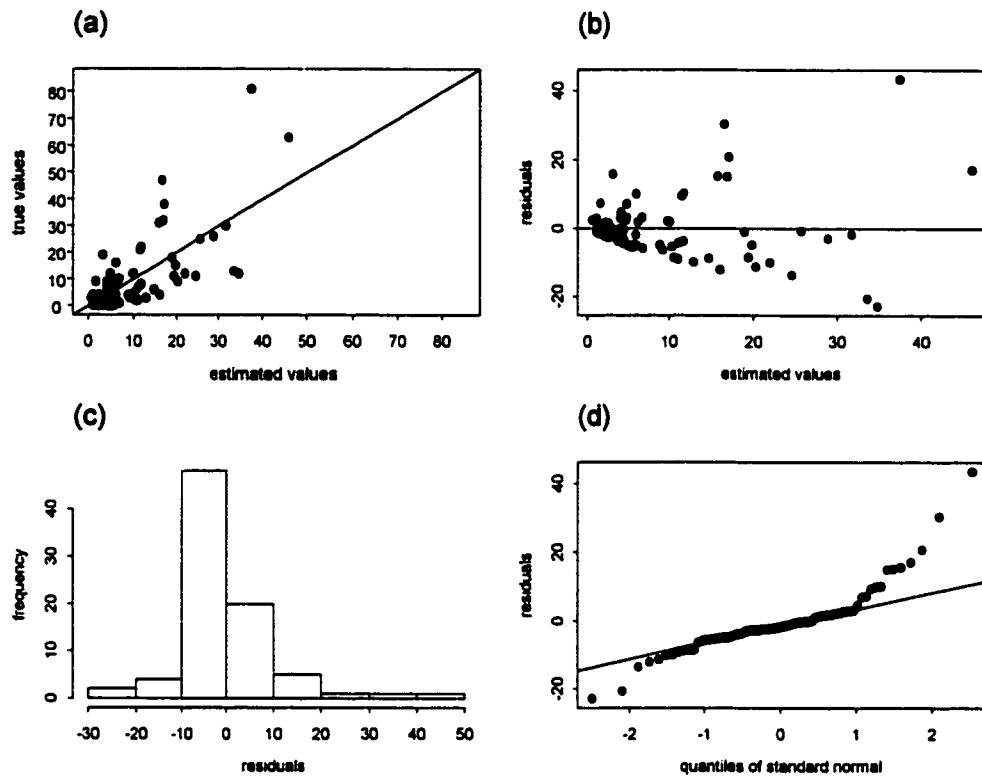 (a)
true values
0 10 20 30 40 50 60 70 80
0 10 20 30 40 50 60 70 80
estimated values
(b)
residuals
-20 0 20 40
0 10 20 30 40
estimated values
(c)
frequency
0 10 20 30 40
-30 -20 -10 0 10 20 30 40 50
residuals
(d)
residuals
-20 0 20 40
-2 -1 0 1 2
quantiles of standard normal